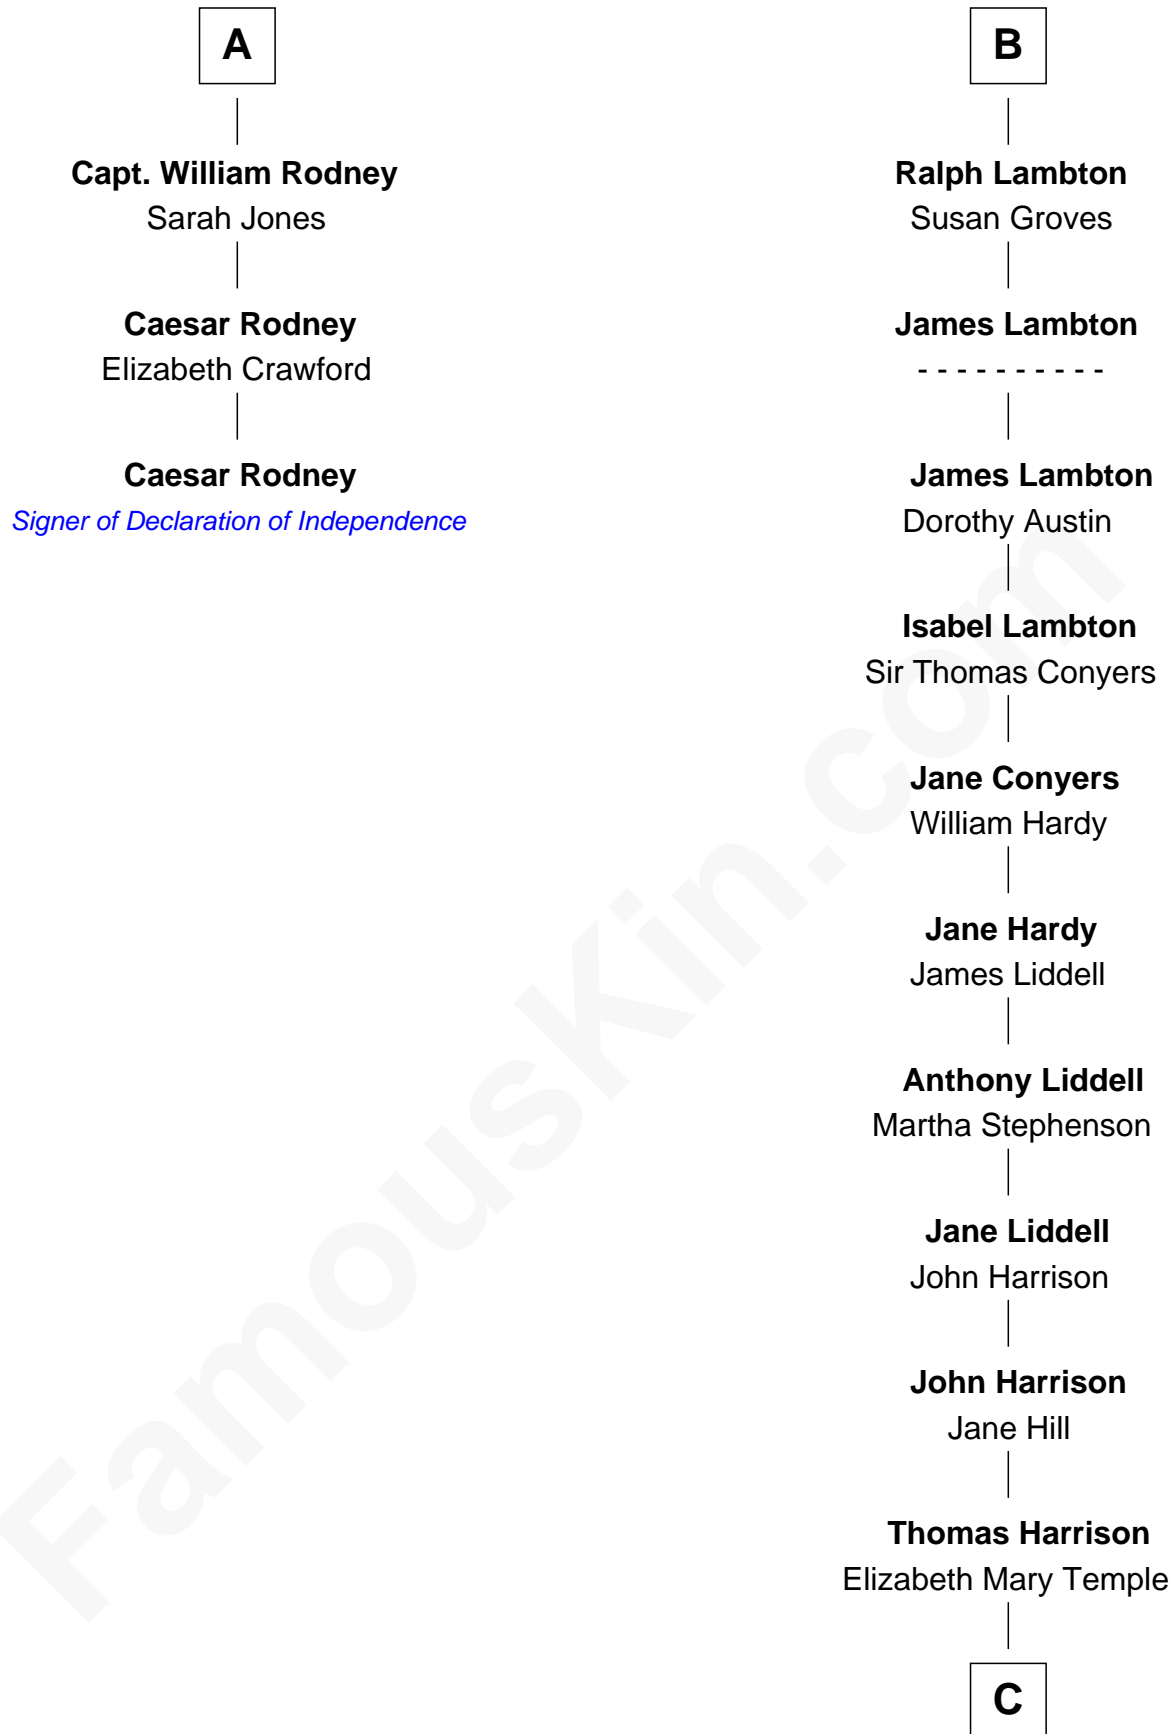 A
Capt. William Rodney
Sarah Jones
Caesar Rodney
Elizabeth Crawford
Caesar Rodney
Signer of Declaration of Independence
B
Ralph Lambton
Susan Groves
James Lambton
- - - - - - - - - -
James Lambton
Dorothy Austin
Isabel Lambton
Sir Thomas Conyers
Jane Conyers
William Hardy
Jane Hardy
James Liddell
Anthony Liddell
Martha Stephenson
Jane Liddell
John Harrison
John Harrison
Jane Hill
Thomas Harrison
Elizabeth Mary Temple
C
FamousKin.com